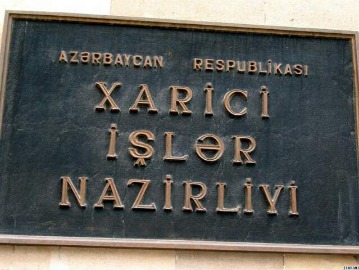 AZƏRBAYCAN RESPUBLİKASI
XARİCİ
İŞLƏR
NAZİRLİYİ